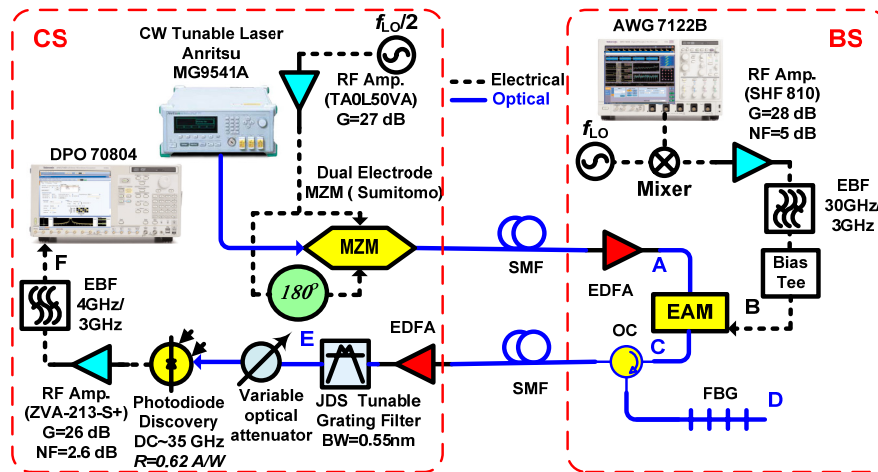 CS
CW Tunable Laser
Anritsu
MG9541A
fLO/2
RF Amp.
(TA0L50VA)
G=27 dB
Electrical
Optical
AWG 7122B
BS
RF Amp.
(SHF 810)
G=28 dB
NF=5 dB
fLO
Mixer
DPO 70804
Dual Electrode
MZM ( Sumitomo)
MZM
180o
SMF
EDFA
A
EBF
30GHz/
3GHz
Bias
Tee
EAM
B
C
F
EBF
4GHz/
3GHz
E
EDFA
SMF
OC
FBG
D
RF Amp.
(ZVA-213-S+)
G=26 dB
NF=2.6 dB
Photodiode
Discovery
DC~35 GHz
R=0.62 A/W
Variable
optical
attenuator
JDS Tunable
Grating Filter
BW=0.55nm